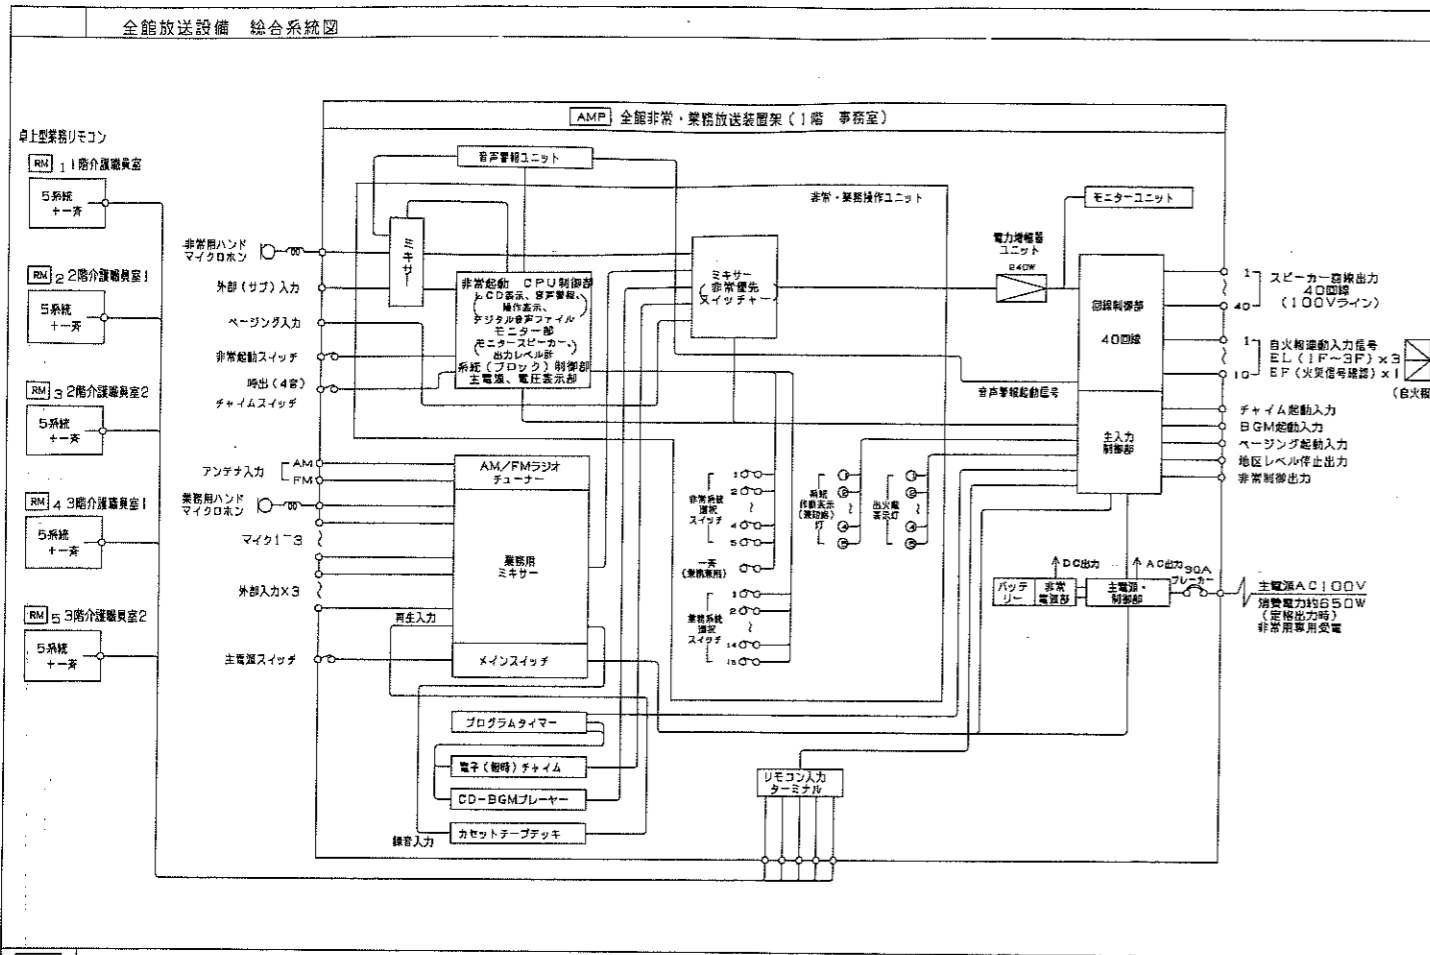 全館放送設備 総合系統図
AMP 全館非常・業務放送装置架(1階 事務室)
卓上型業務リモコン
RM 1 1階介護職員室
5系統
+一斉
RM 2 2階介護職員室1
5系統
+一斉
RM 3 2階介護職員室2
5系統
+一斉
RM 4 3階介護職員室1
5系統
+一斉
RM 5 3階介護職員室2
5系統
+一斉
非常用ハンド
マイクロホン
外部(サブ)入力
ページング入力
非常起動スイッチ
時出(4音)
チャイムスイッチ
アンテナ入力
AM
FM
業務用ハンド
マイクロホン
マイク1~3
外部入力×3
主電源スイッチ
音声警報ユニット
ミキサー
非常起動 CPU制御部
LCD表示、音声警報、
操作表示、
デジタル音声ファイル
モニター部
モニタースピーカー、
出力レベル計
系統(ブロック)制御部
主電源、電圧表示部
AM/FMラジオ
チューナー
業務用
ミキサー
再生入力
メインスイッチ
プログラムタイマー
電子(報時)チャイム
CD-BGMプレーヤー
カセットテープデッキ
録音入力
非常・業務操作ユニット
ミキサー
(非常優先
スイッチャー)
電力増幅器
ユニット
240W
モニターユニット
回線制御部
40回線
音声警報起動信号
主入力
制御部
非常系統
選択
スイッチ
1
2
4
5
一斉
(業務兼用)
業務系統
選択
スイッチ
1
2
14
15
系統
作動表示
(兼短絡)
灯
1
2
4
5
出火階
表示灯
1
2
4
5
DC出力
AC出力
30A
ブレーカー
バッテ
リー
非常
電源部
主電源・
制御部
リモコン入力
ターミナル
1
40
スピーカー回線出力
40回線
(100Vライン)
1
10
自火報連動入力信号
EL(1F~3F)×3
EF(火災信号確認)×1
(自火報
チャイム起動入力
BGM起動入力
ページング起動入力
地区レベル停止出力
非常制御出力
主電源AC100V
消費電力約650W
(定格出力時)
非常用専用受電